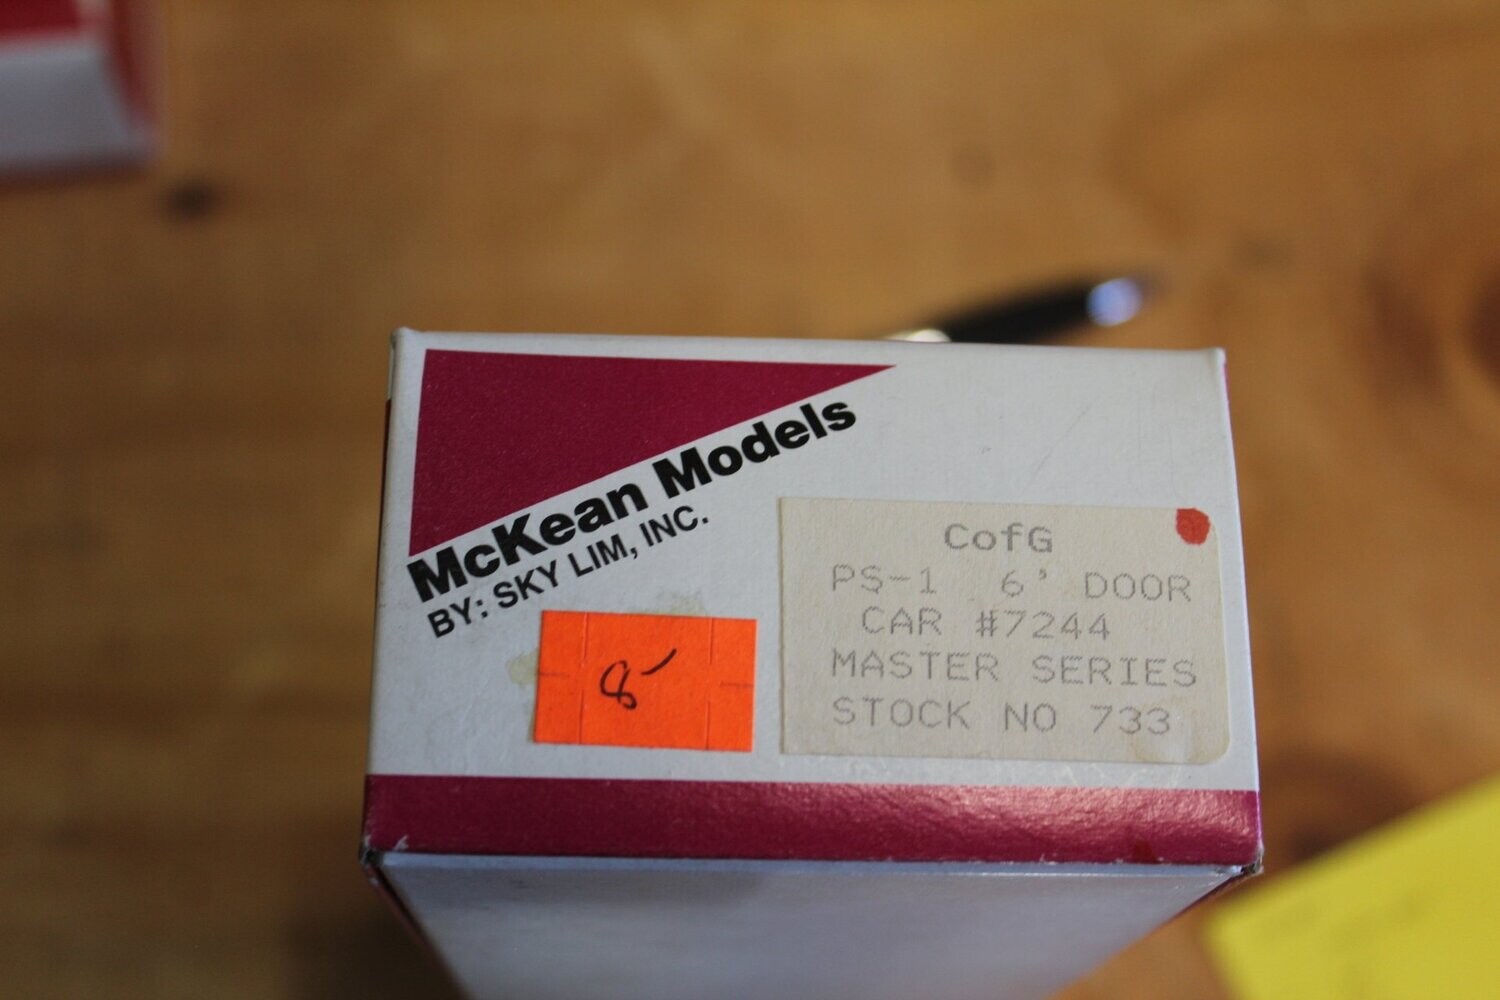 McKean Models
BY: SKY LIM, INC.
8-
CofG
PS-1 6' DOOR
CAR #7244
MASTER SERIES
STOCK NO 733